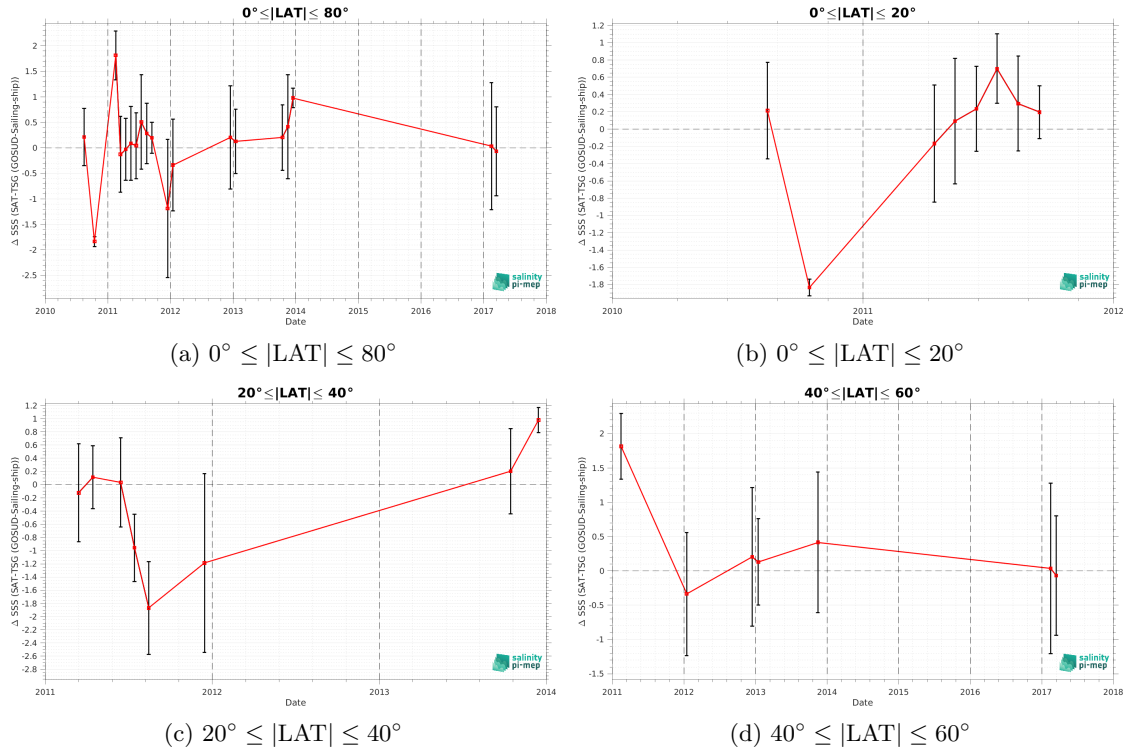 0°≤|LAT|≤ 80°
Δ SSS (SAT-TSG (GOSUD-Sailing-ship))
2
1.5
1
0.5
0
-0.5
-1
-1.5
-2
-2.5
2010 2011 2012 2013 2014 2015 2016 2017 2018
Date
salinity
pi-mep
(a) 0° ≤ |LAT| ≤ 80°
0°≤|LAT|≤ 20°
Δ SSS (SAT-TSG (GOSUD-Sailing-ship))
1.2
1
0.8
0.6
0.4
0.2
0
-0.2
-0.4
-0.6
-0.8
-1
-1.2
-1.4
-1.6
-1.8
2010 2011 2012
Date
salinity
pi-mep
(b) 0° ≤ |LAT| ≤ 20°
20°≤|LAT|≤ 40°
Δ SSS (SAT-TSG (GOSUD-Sailing-ship))
1.2
1
0.8
0.6
0.4
0.2
0
-0.2
-0.4
-0.6
-0.8
-1
-1.2
-1.4
-1.6
-1.8
-2
-2.2
-2.4
-2.6
-2.8
2011 2012 2013 2014
Date
salinity
pi-mep
(c) 20° ≤ |LAT| ≤ 40°
40°≤|LAT|≤ 60°
Δ SSS (SAT-TSG (GOSUD-Sailing-ship))
2
1.5
1
0.5
0
-0.5
-1
-1.5
2011 2012 2013 2014 2015 2016 2017 2018
Date
salinity
pi-mep
(d) 40° ≤ |LAT| ≤ 60°